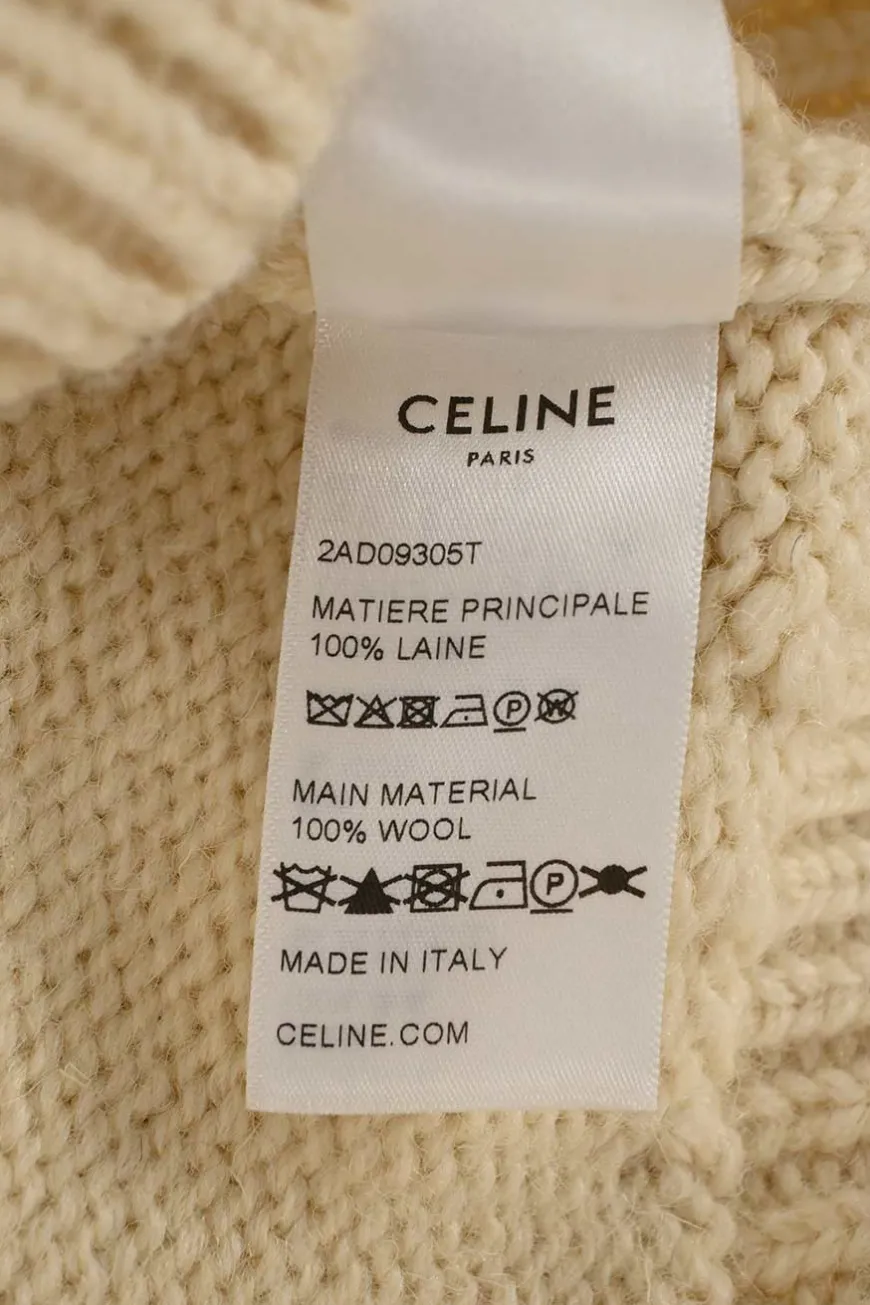 CELINE
PARIS
2AD09305T
MATIERE PRINCIPALE
100% LAINE
P W
MAIN MATERIAL
100% WOOL
P
MADE IN ITALY
CELINE.COM